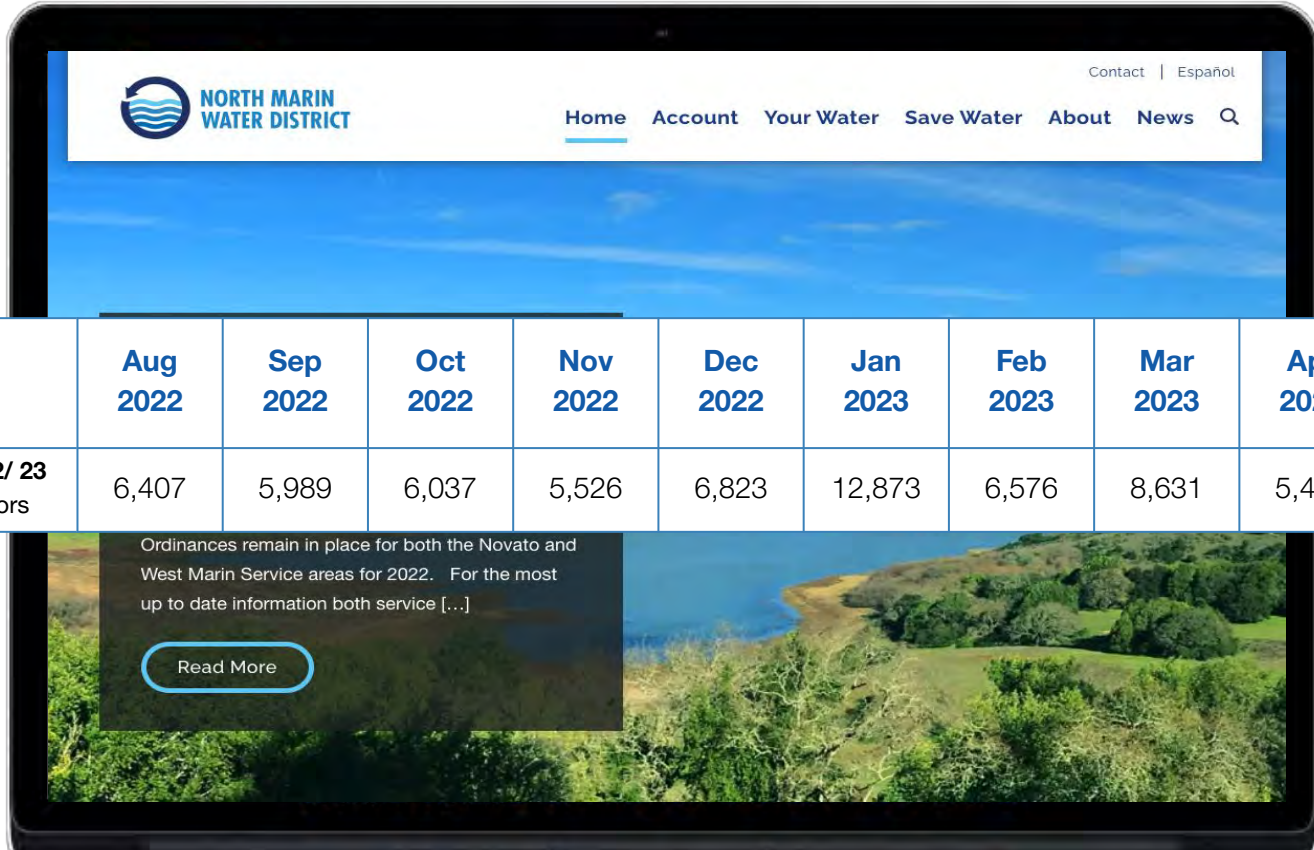 Contact | Español
NORTH MARIN
WATER DISTRICT
Home Account Your Water Save Water About News
Aug 2022 Sep 2022 Oct 2022 Nov 2022 Dec 2022 Jan 2023 Feb 2023 Mar 2023
/ 23
6,407 5,989 6,037 5,526 6,823 12,873 6,576 8,631
Ordinances remain in place for both the Novato and
West Marin Service areas for 2022. For the most
up to date information both service […]
Read More